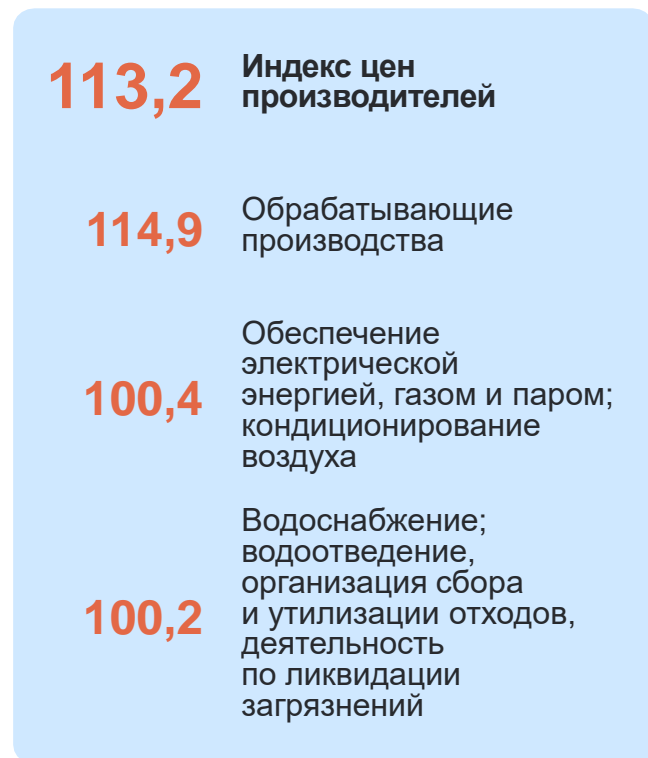 113,2
Индекс цен
производителей
114,9
Обрабатывающие
производства
100,4
Обеспечение
электрической
энергией, газом и паром;
кондиционирование
воздуха
100,2
Водоснабжение;
водоотведение,
организация сбора
и утилизации отходов,
деятельность
по ликвидации
загрязнений